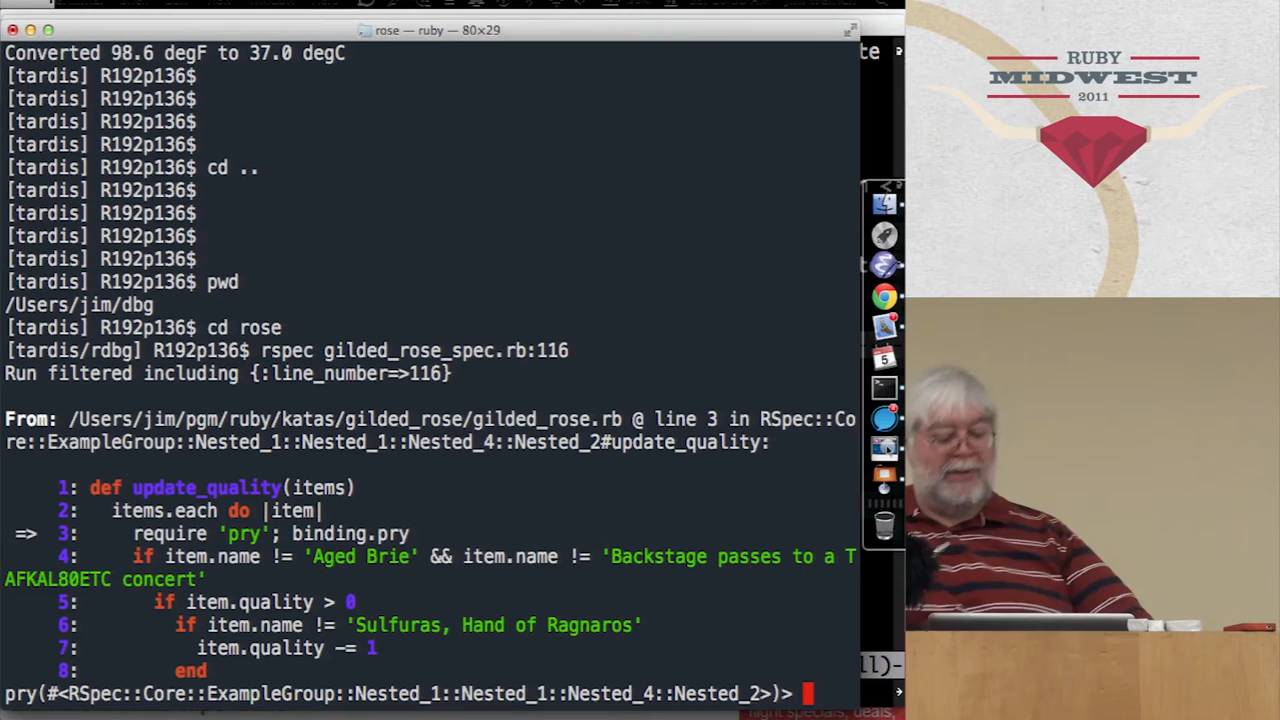 rose — ruby — 80×29
Converted 98.6 degF to 37.0 degC
[tardis] R192p136$
[tardis] R192p136$
[tardis] R192p136$
[tardis] R192p136$
[tardis] R192p136$ cd ..
[tardis] R192p136$
[tardis] R192p136$
[tardis] R192p136$
[tardis] R192p136$
[tardis] R192p136$ pwd
/Users/jim/dbg
[tardis] R192p136$ cd rose
[tardis/rdbg] R192p136$ rspec gilded_rose_spec.rb:116
Run filtered including {:line_number=>116}
From: /Users/jim/pgm/ruby/katas/gilded_rose/gilded_rose.rb @ line 3 in RSpec::Co
re::ExampleGroup::Nested_1::Nested_1::Nested_4::Nested_2#update_quality:
1: def update_quality(items)
2: items.each do |item|
=> 3: require 'pry'; binding.pry
4: if item.name != 'Aged Brie' && item.name != 'Backstage passes to a T
AFKAL80ETC concert'
5: if item.quality > 0
6: if item.name != 'Sulfuras, Hand of Ragnaros'
7: item.quality -= 1
8: end
pry(#<RSpec::Core::ExampleGroup::Nested_1::Nested_1::Nested_4::Nested_2>)>
te
5
ll)-
RUBY
MIDWEST
2011